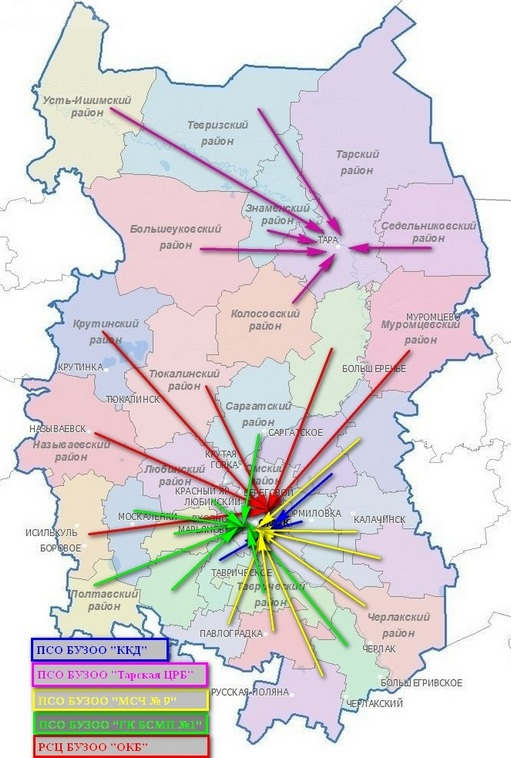 Усть-Ишимский
район
Тевризский
район
Тарский
район
Знаменский
район
Седельниковский
район
Большеуковский
район
ТАРА
Колосовский
район
Крутинский
район
МУРОМЦЕВО
Муромцевский
район
КРУТИНКА
БОЛЬШЕРЕЧЬЕ
Тюкалинский
район
ТЮКАЛИНСК
Саргатский
район
НАЗЫВАЕВСК
САРГАТСКОЕ
Называевский
район
КРУТАЯ
ГОРКА
Любинский
район
Омский
район
КРАСНЫЙ ЯР
БЕРЕГОВОЙ
ЛЮБИНСКИЙ
МОСКАЛЕНКИ
КАЛАЧИНСК
ИСИЛЬКУЛЬ
БОРОВОЕ
ТАВРИЧЕСКОЕ
Таврический
район
Полтавский
район
Черлакский
район
ПАВЛОГРАДКА
ЧЕРЛАК
БОЛЬШЕГРИВСКОЕ
РУССКАЯ ПОЛЯНА
ЧЕРЛАКСКИЙ
ПСО БУЗОО "ККД"
ПСО БУЗОО "Тарская ЦРБ"
ПСО БУЗОО "МСЧ № 9"
ПСО БУЗОО "ГК БСМП №1"
РСЦ БУЗОО "ОКБ"